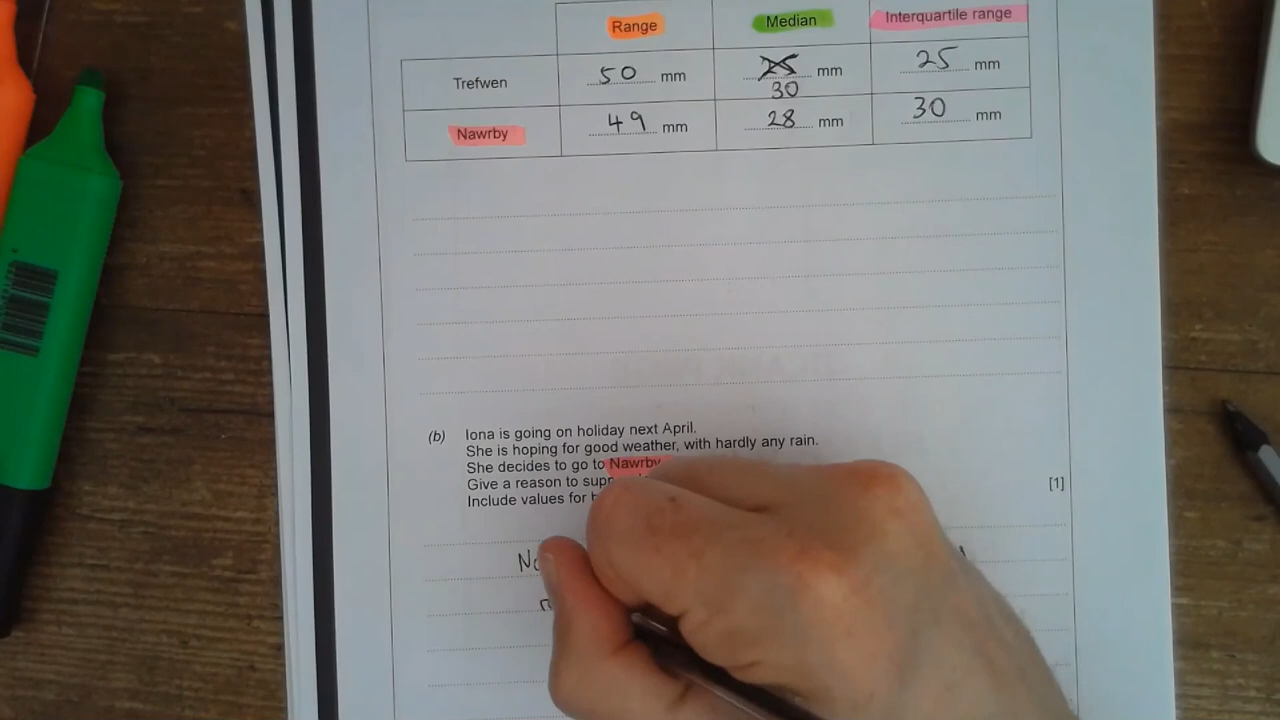 Range Median Interquartile range
Trefwen 50 mm 25 mm 25 mm
30
Nawrby 49 mm 28 mm 30 mm
(b) Iona is going on holiday next April.
She is hoping for good weather, with hardly any rain.
She decides to go to Nawrby
Give a reason to
Include values for
[1]